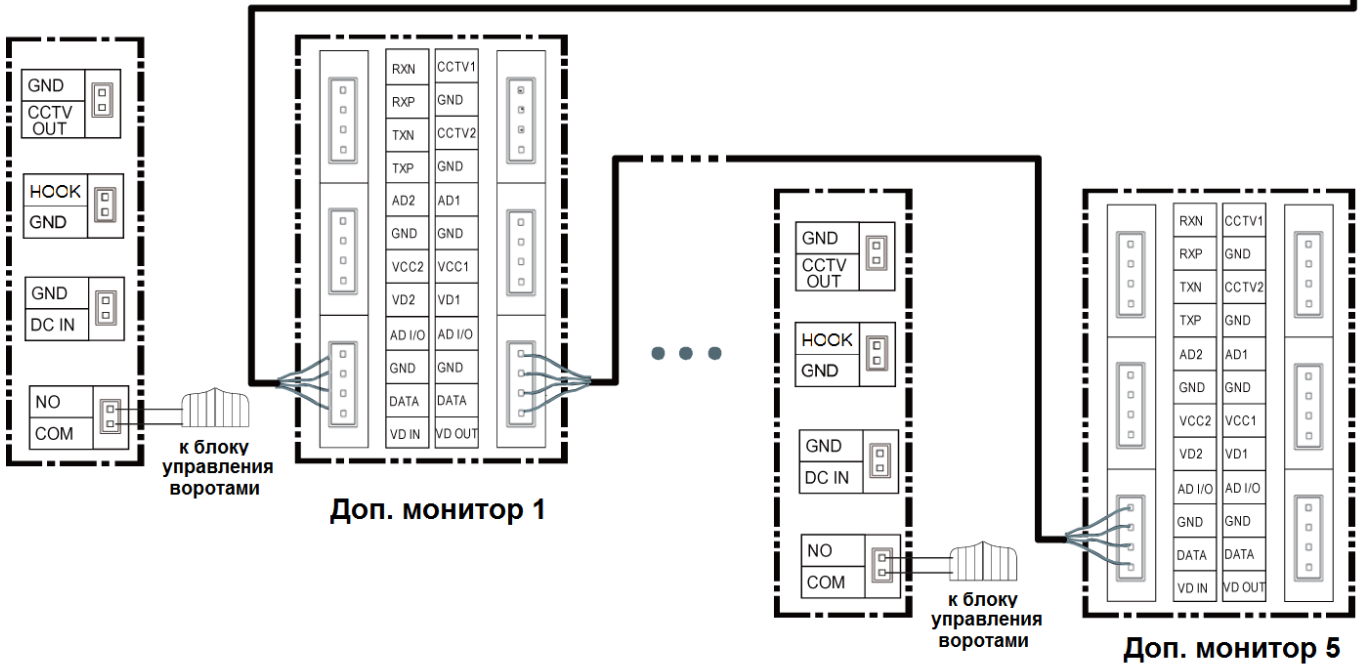 GND
CCTV
OUT
HOOK
GND
GND
DC IN
NO
COM
к блоку
управления
воротами
RXN CCTV1
RXP GND
TXN CCTV2
TXP GND
AD2 AD1
GND GND
VCC2 VCC1
VD2 VD1
AD I/O AD I/O
GND GND
DATA DATA
VD IN VD OUT
Доп. монитор 1
GND
CCTV
OUT
HOOK
GND
GND
DC IN
NO
COM
к блоку
управления
воротами
RXN CCTV1
RXP GND
TXN CCTV2
TXP GND
AD2 AD1
GND GND
VCC2 VCC1
VD2 VD1
AD I/O AD I/O
GND GND
DATA DATA
VD IN VD OUT
Доп. монитор 5